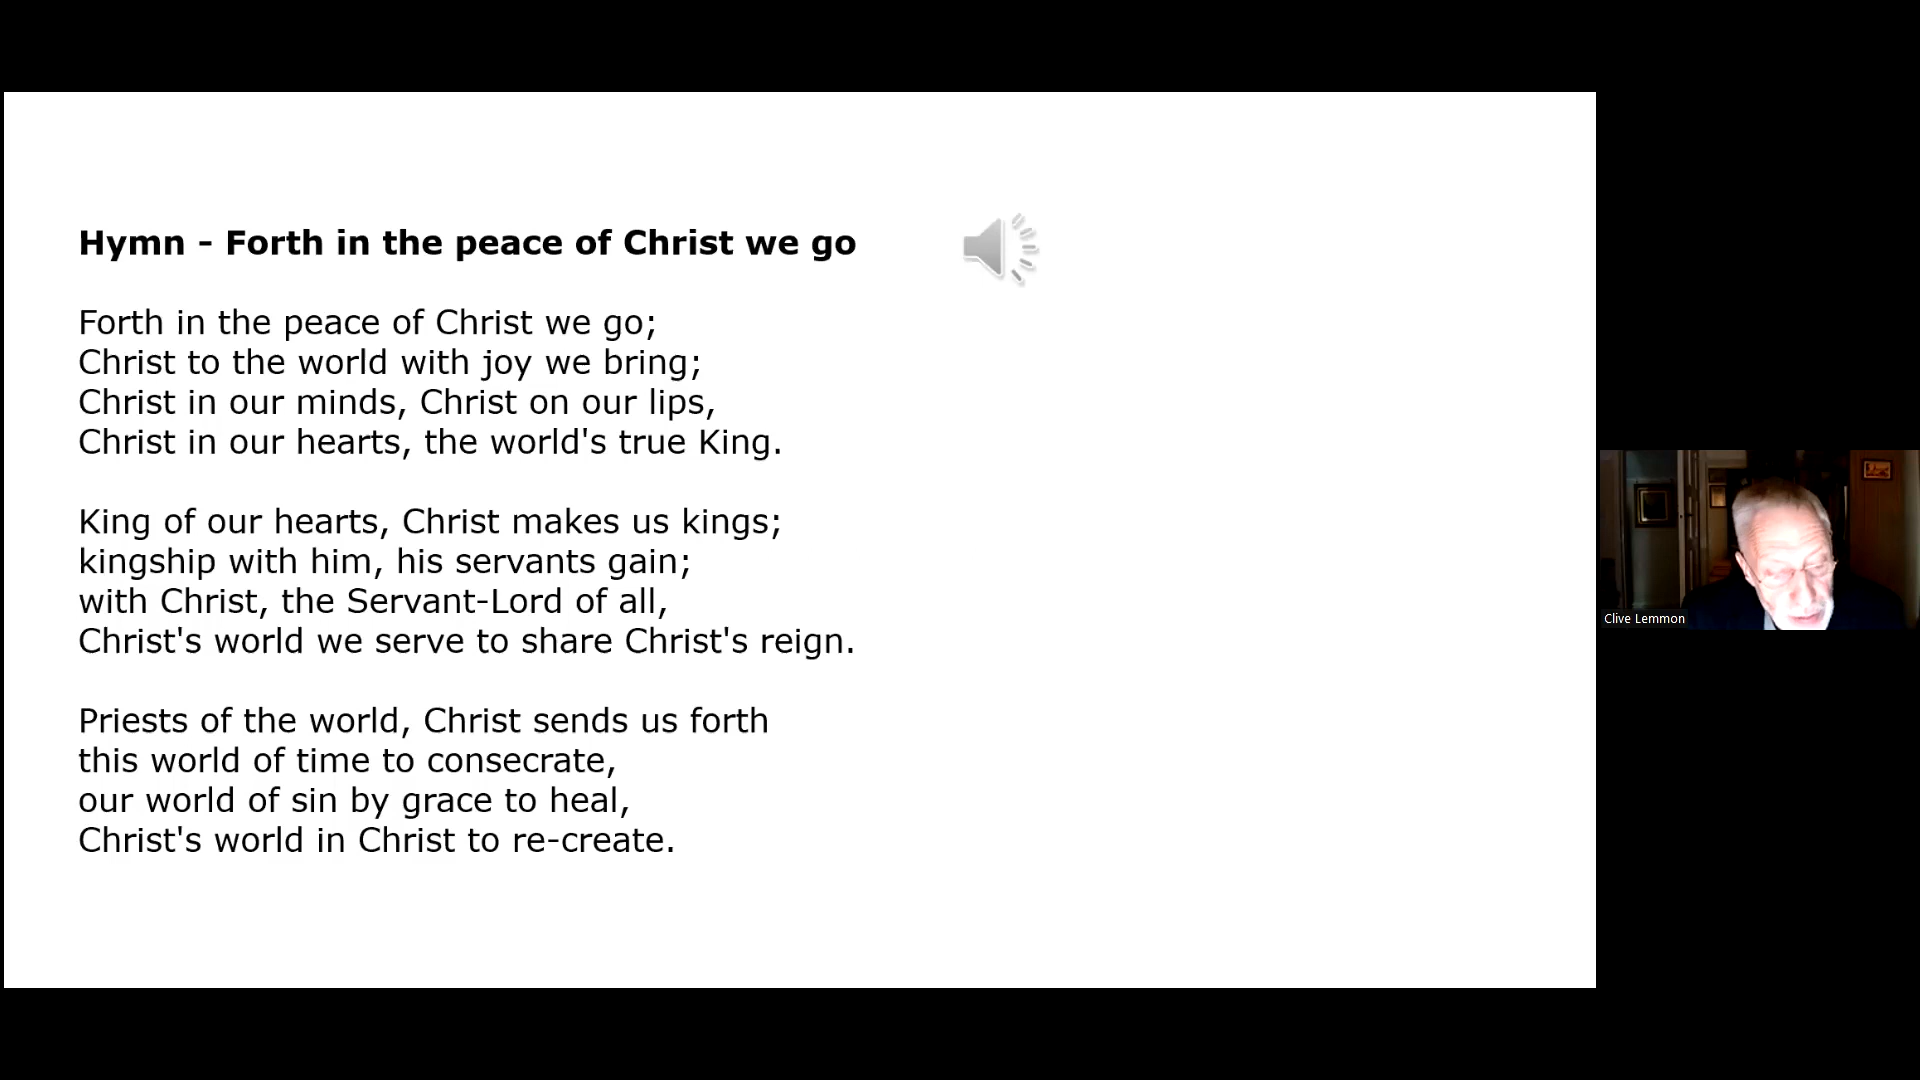 Hymn - Forth in the peace of Christ we go
Forth in the peace of Christ we go;
Christ to the world with joy we bring;
Christ in our minds, Christ on our lips,
Christ in our hearts, the world's true King.
King of our hearts, Christ makes us kings;
kingship with him, his servants gain;
with Christ, the Servant-Lord of all,
Christ's world we serve to share Christ's reign.
Priests of the world, Christ sends us forth
this world of time to consecrate,
our world of sin by grace to heal,
Christ's world in Christ to re-create.
Clive Lemmon